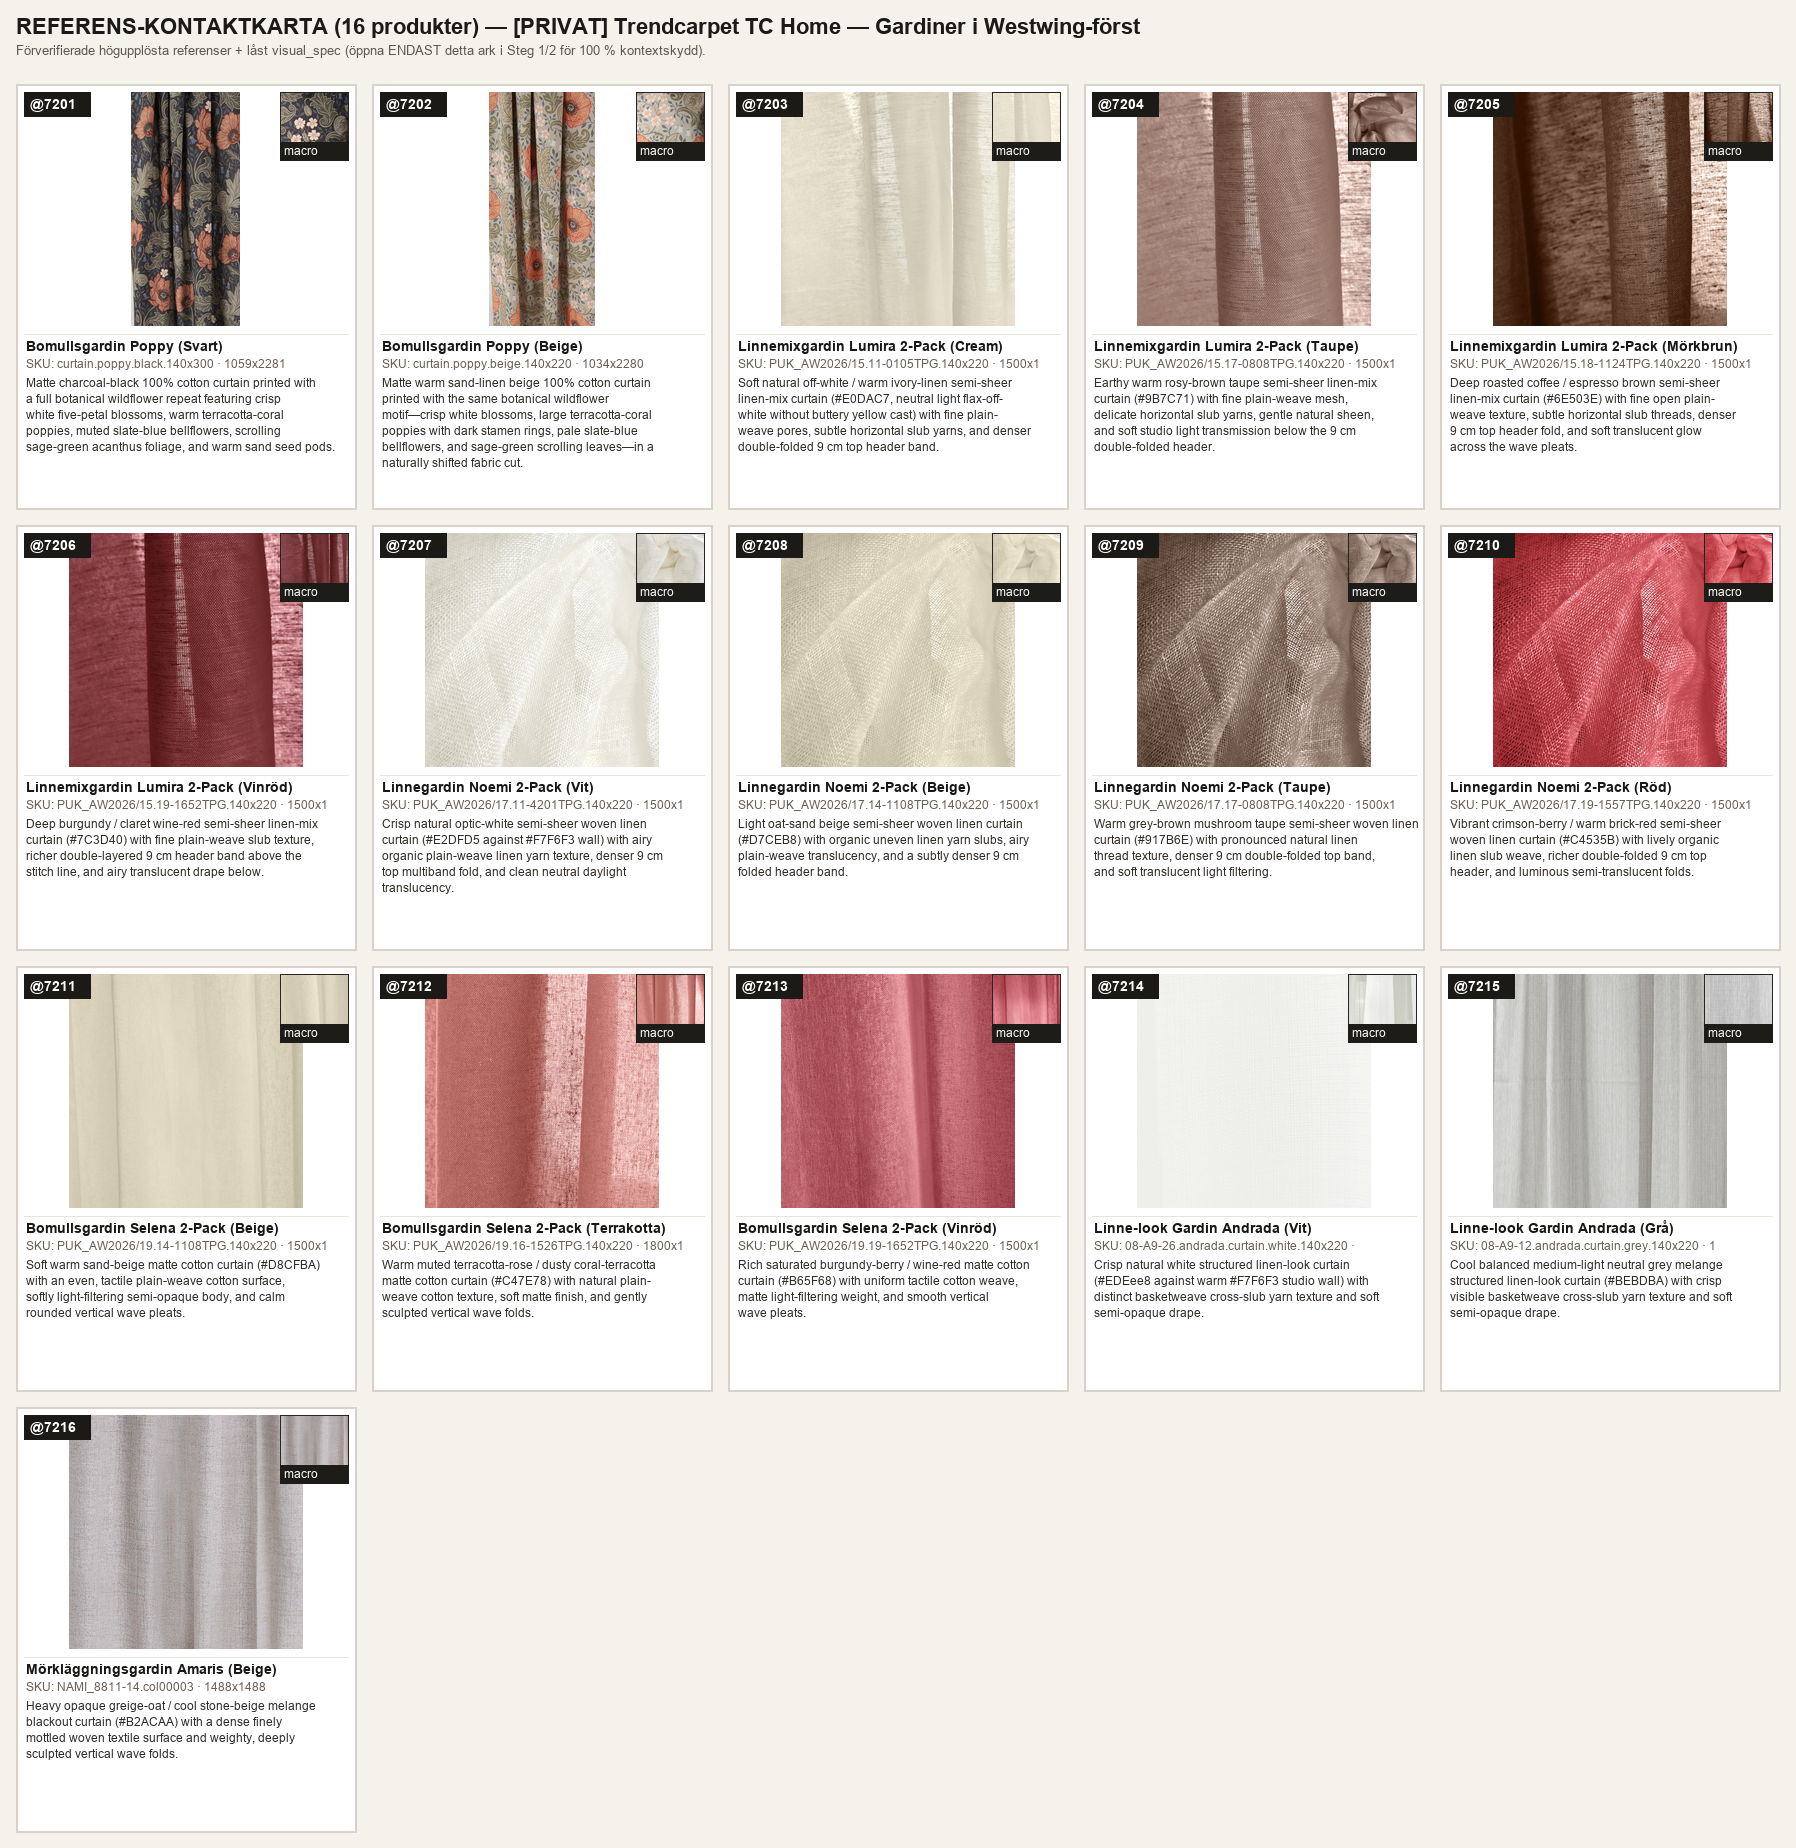 REFERENS-KONTAKTKARTA (16 produkter) — [PRIVAT] Trendcarpet TC Home — Gardiner i Westwing-först
Förverifierade högupplösta referenser + låst visual_spec (öppna ENDAST detta ark i Steg 1/2 för 100 % kontextskydd).
@7201
macro
Bomullsgardin Poppy (Svart)
SKU: curtain.poppy.black.140x300 · 1059x2281
Matte charcoal-black 100% cotton curtain printed with
a full botanical wildflower repeat featuring crisp
white five-petal blossoms, warm terracotta-coral
poppies, muted slate-blue bellflowers, scrolling
sage-green acanthus foliage, and warm sand seed pods.
@7202
macro
Bomullsgardin Poppy (Beige)
SKU: curtain.poppy.beige.140x220 · 1034x2280
Matte warm sand-linen beige 100% cotton curtain
printed with the same botanical wildflower
motif—crisp white blossoms, large terracotta-coral
poppies with dark stamen rings, pale slate-blue
bellflowers, and sage-green scrolling leaves—in a
naturally shifted fabric cut.
@7203
macro
Linnemixgardin Lumira 2-Pack (Cream)
SKU: PUK_AW2026/15.11-0105TPG.140x220 · 1500x1
Soft natural off-white / warm ivory-linen semi-sheer
linen-mix curtain (#E0DAC7, neutral light flax-off-
white without buttery yellow cast) with fine plain-
weave pores, subtle horizontal slub yarns, and denser
double-folded 9 cm top header band.
@7204
macro
Linnemixgardin Lumira 2-Pack (Taupe)
SKU: PUK_AW2026/15.17-0808TPG.140x220 · 1500x1
Earthy warm rosy-brown taupe semi-sheer linen-mix
curtain (#9B7C71) with fine plain-weave mesh,
delicate horizontal slub yarns, gentle natural sheen,
and soft studio light transmission below the 9 cm
double-folded header.
@7205
macro
Linnemixgardin Lumira 2-Pack (Mörkbrun)
SKU: PUK_AW2026/15.18-1124TPG.140x220 · 1500x1
Deep roasted coffee / espresso brown semi-sheer
linen-mix curtain (#6E503E) with fine open plain-
weave texture, subtle horizontal slub threads, denser
9 cm top header fold, and soft translucent glow
across the wave pleats.
@7206
macro
Linnemixgardin Lumira 2-Pack (Vinröd)
SKU: PUK_AW2026/15.19-1652TPG.140x220 · 1500x1
Deep burgundy / claret wine-red semi-sheer linen-mix
curtain (#7C3D40) with fine plain-weave slub texture,
richer double-layered 9 cm header band above the
stitch line, and airy translucent drape below.
@7207
macro
Linnegardin Noemi 2-Pack (Vit)
SKU: PUK_AW2026/17.11-4201TPG.140x220 · 1500x1
Crisp natural optic-white semi-sheer woven linen
curtain (#E2DFD5 against #F7F6F3 wall) with airy
organic plain-weave linen yarn texture, denser 9 cm
top multiband fold, and clean neutral daylight
translucency.
@7208
macro
Linnegardin Noemi 2-Pack (Beige)
SKU: PUK_AW2026/17.14-1108TPG.140x220 · 1500x1
Light oat-sand beige semi-sheer woven linen curtain
(#D7CEB8) with organic uneven linen yarn slubs, airy
plain-weave translucency, and a subtly denser 9 cm
folded header band.
@7209
macro
Linnegardin Noemi 2-Pack (Taupe)
SKU: PUK_AW2026/17.17-0808TPG.140x220 · 1500x1
Warm grey-brown mushroom taupe semi-sheer woven linen
curtain (#917B6E) with pronounced natural linen
thread texture, denser 9 cm double-folded top band,
and soft translucent light filtering.
@7210
macro
Linnegardin Noemi 2-Pack (Röd)
SKU: PUK_AW2026/17.19-1557TPG.140x220 · 1500x1
Vibrant crimson-berry / warm brick-red semi-sheer
woven linen curtain (#C4535B) with lively organic
linen slub weave, richer double-folded 9 cm top
header, and luminous semi-translucent folds.
@7211
macro
Bomullsgardin Selena 2-Pack (Beige)
SKU: PUK_AW2026/19.14-1108TPG.140x220 · 1500x1
Soft warm sand-beige matte cotton curtain (#D8CFBA)
with an even, tactile plain-weave cotton surface,
softly light-filtering semi-opaque body, and calm
rounded vertical wave pleats.
@7212
macro
Bomullsgardin Selena 2-Pack (Terrakotta)
SKU: PUK_AW2026/19.16-1526TPG.140x220 · 1800x1
Warm muted terracotta-rose / dusty coral-terracotta
matte cotton curtain (#C47E78) with natural plain-
weave cotton texture, soft matte finish, and gently
sculpted vertical wave folds.
@7213
macro
Bomullsgardin Selena 2-Pack (Vinröd)
SKU: PUK_AW2026/19.19-1652TPG.140x220 · 1500x1
Rich saturated burgundy-berry / wine-red matte cotton
curtain (#B65F68) with uniform tactile cotton weave,
matte light-filtering weight, and smooth vertical
wave pleats.
@7214
macro
Linne-look Gardin Andrada (Vit)
SKU: 08-A9-26.andrada.curtain.white.140x220 ·
Crisp natural white structured linen-look curtain
(#EDEee8 against warm #F7F6F3 studio wall) with
distinct basketweave cross-slub yarn texture and soft
semi-opaque drape.
@7215
macro
Linne-look Gardin Andrada (Grå)
SKU: 08-A9-12.andrada.curtain.grey.140x220 · 1
Cool balanced medium-light neutral grey melange
structured linen-look curtain (#BEBDBA) with crisp
visible basketweave cross-slub yarn texture and soft
semi-opaque drape.
@7216
macro
Mörkläggningsgardin Amaris (Beige)
SKU: NAMI_8811-14.col00003 · 1488x1488
Heavy opaque greige-oat / cool stone-beige melange
blackout curtain (#B2ACAA) with a dense finely
mottled woven textile surface and weighty, deeply
sculpted vertical wave folds.